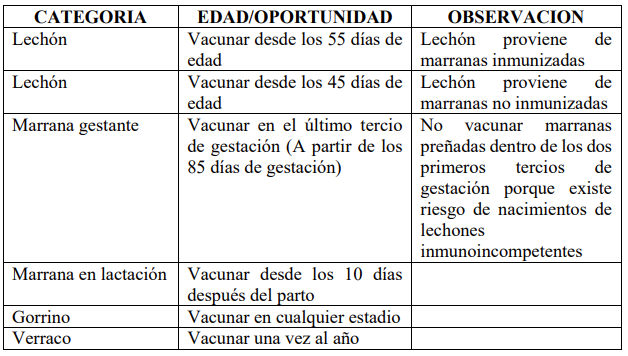 CATEGORIA EDAD/OPORTUNIDAD OBSERVACION
Lechón Vacunar desde los 55 días de edad Lechón proviene de marranas inmunizadas
Lechón Vacunar desde los 45 días de edad Lechón proviene de marranas no inmunizadas
Marrana gestante Vacunar en el último tercio de gestación (A partir de los 85 días de gestación) No vacunar marranas preñadas dentro de los dos primeros tercios de gestación porque existe riesgo de nacimientos de lechones inmunoincompetentes
Marrana en lactación Vacunar desde los 10 días después del parto
Gorrino Vacunar en cualquier estadio
Verraco Vacunar una vez al año